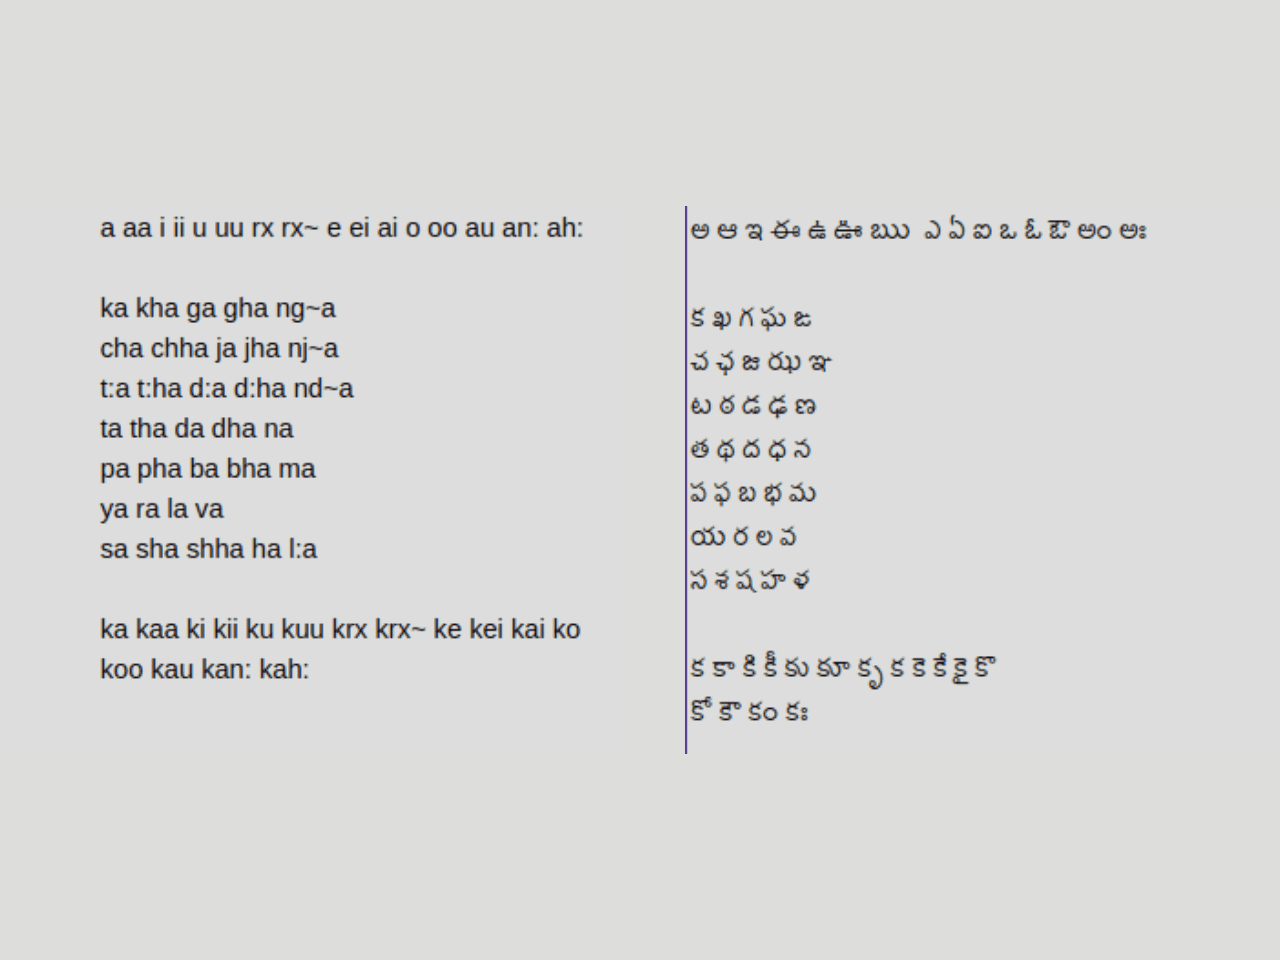 a aa i ii u uu rx rx~ e ei ai o oo au an: ah:
ka kha ga gha ng~a
cha chha ja jha nj~a
t:a t:ha d:a d:ha nd~a
ta tha da dha na
pa pha ba bha ma
ya ra la va
sa sha shha ha l:a
ka kaa ki kii ku kuu krx krx~ ke kei kai ko
koo kau kan: kah:
అ ఆ ఇ ఈ ఉ ఊ ఋ ఎ ఏ ఐ ఒ ఓ ఔ అం అః
క ఖ గ ఘ ఙ
చ ఛ జ ఝ ఞ
ట ఠ డ ఢ ణ
త థ ద ధ న
ప ఫ బ భ మ
య ర ల వ
స శ ష హ ళ
క కా కి కీ కు కూ కృ క కె కే కై కొ
కో కౌ కం కః